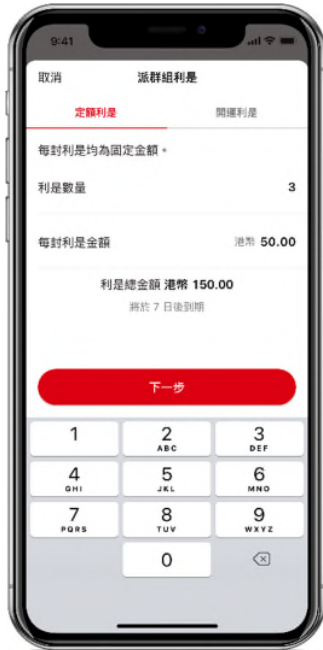 9:41
取消
派群組利是
定額利是
開運利是
每封利是均為固定金額。
利是數量
3
每封利是金額
港幣 50.00
利是總金額 港幣 150.00
將於 7 日後到期
下一步
1
2
ABC
3
DEF
4
GHI
5
JKL
6
MNO
7
PQRS
8
TUV
9
WXYZ
0